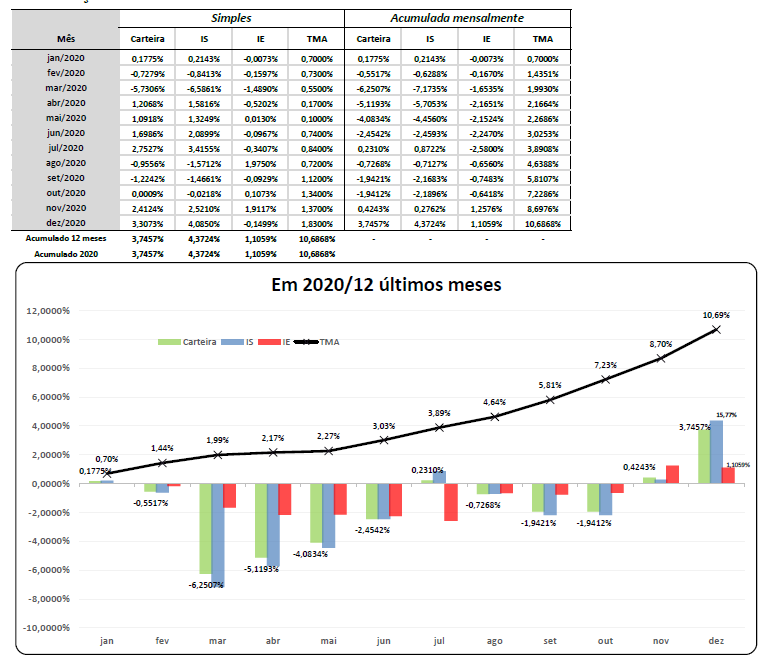 Simples Acumulada mensalmente
Mês Carteira IS IE TMA Carteira IS IE TMA
jan/2020 0,1775% 0,2143% -0,0073% 0,7000% 0,1775% 0,2143% -0,0073% 0,7000%
fev/2020 -0,7279% -0,8413% -0,1597% 0,7300% -0,5517% -0,6288% -0,1670% 1,4351%
mar/2020 -5,7306% -6,5861% -1,4890% 0,5500% -6,2507% -7,1735% -1,6535% 1,9930%
abr/2020 1,2068% 1,5816% -0,5202% 0,1700% -5,1193% -5,7053% -2,1651% 2,1664%
mai/2020 1,0918% 1,3249% 0,0130% 0,1000% -4,0834% -4,4560% -2,1524% 2,2686%
jun/2020 1,6986% 2,0899% -0,0967% 0,7400% -2,4542% -2,4593% -2,2470% 3,0253%
jul/2020 2,7527% 3,4155% -0,3407% 0,8400% 0,2310% 0,8722% -2,5800% 3,8908%
ago/2020 -0,9556% -1,5712% 1,9750% 0,7200% -0,7268% -0,7127% -0,6560% 4,6388%
set/2020 -1,2242% -1,4661% -0,0929% 1,1200% -1,9421% -2,1683% -0,7483% 5,8107%
out/2020 0,0009% -0,0218% 0,1073% 1,3400% -1,9412% -2,1896% -0,6418% 7,2286%
nov/2020 2,4124% 2,5210% 1,9117% 1,3700% 0,4243% 0,2762% 1,2576% 8,6976%
dez/2020 3,3073% 4,0850% -0,1499% 1,8300% 3,7457% 4,3724% 1,1059% 10,6868%
Acumulado 12 meses 3,7457% 4,3724% 1,1059% 10,6868% - - - -
Acumulado 2020 3,7457% 4,3724% 1,1059% 10,6868%
Em 2020/12 últimos meses
12,0000%
10,0000%
8,0000%
6,0000%
4,0000%
2,0000%
0,0000%
-2,0000%
-4,0000%
-6,0000%
-8,0000%
-10,0000%
Carteira IS IE TMA
0,70% 1,44% 1,99% 2,17% 2,27% 3,03% 3,89% 4,64% 5,81% 7,23% 8,70% 10,69%
0,1775% -0,5517% -6,2507% -5,1193% -4,0834% -2,4542% 0,2310% -0,7268% -1,9421% -1,9412% 0,4243% 3,7457%
15,77%
1,1059%
jan fev mar abr mai jun jul ago set out nov dez